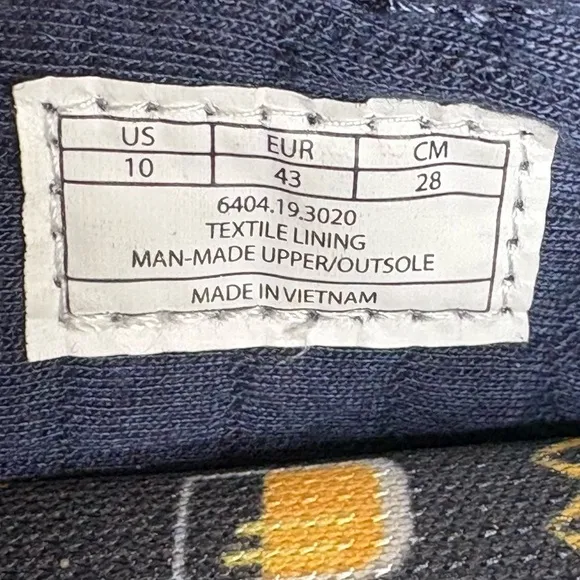 US EUR CM
10 43 28
6404.19.3020
TEXTILE LINING
MAN-MADE UPPER/OUTSOLE
MADE IN VIETNAM